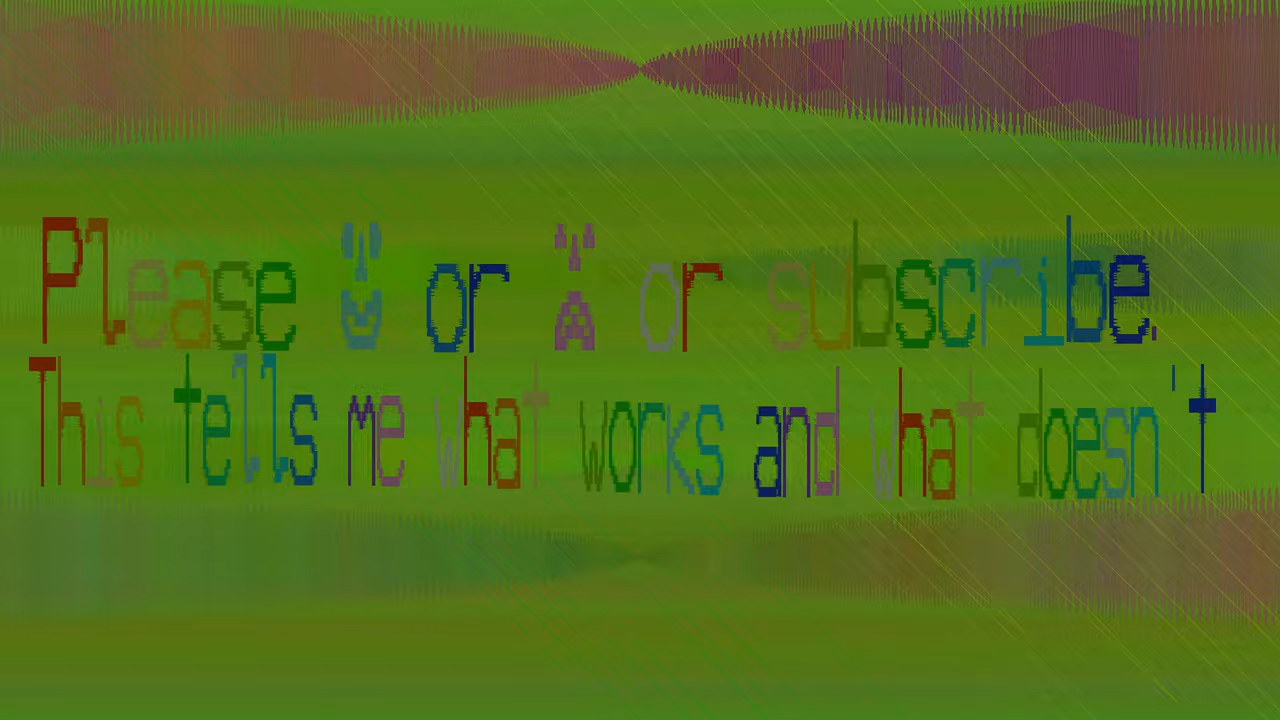 Please or or subscribe.
This tells me what works and what doesn't